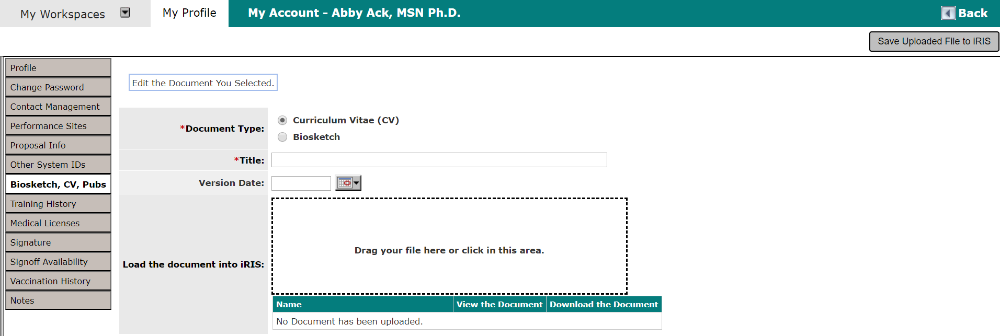 My Workspaces
My Profile
My Account - Abby Ack, MSN Ph.D.
Back
Save Uploaded File to iRIS
Profile
Change Password
Contact Management
Performance Sites
Proposal Info
Other System IDs
Biosketch, CV, Pubs
Training History
Medical Licenses
Signature
Signoff Availability
Vaccination History
Notes
Edit the Document You Selected.
*Document Type:
Curriculum Vitae (CV)
Biosketch
*Title:
Version Date:
Load the document into iRIS:
Drag your file here or click in this area.
Name View the Document Download the Document
No Document has been uploaded.